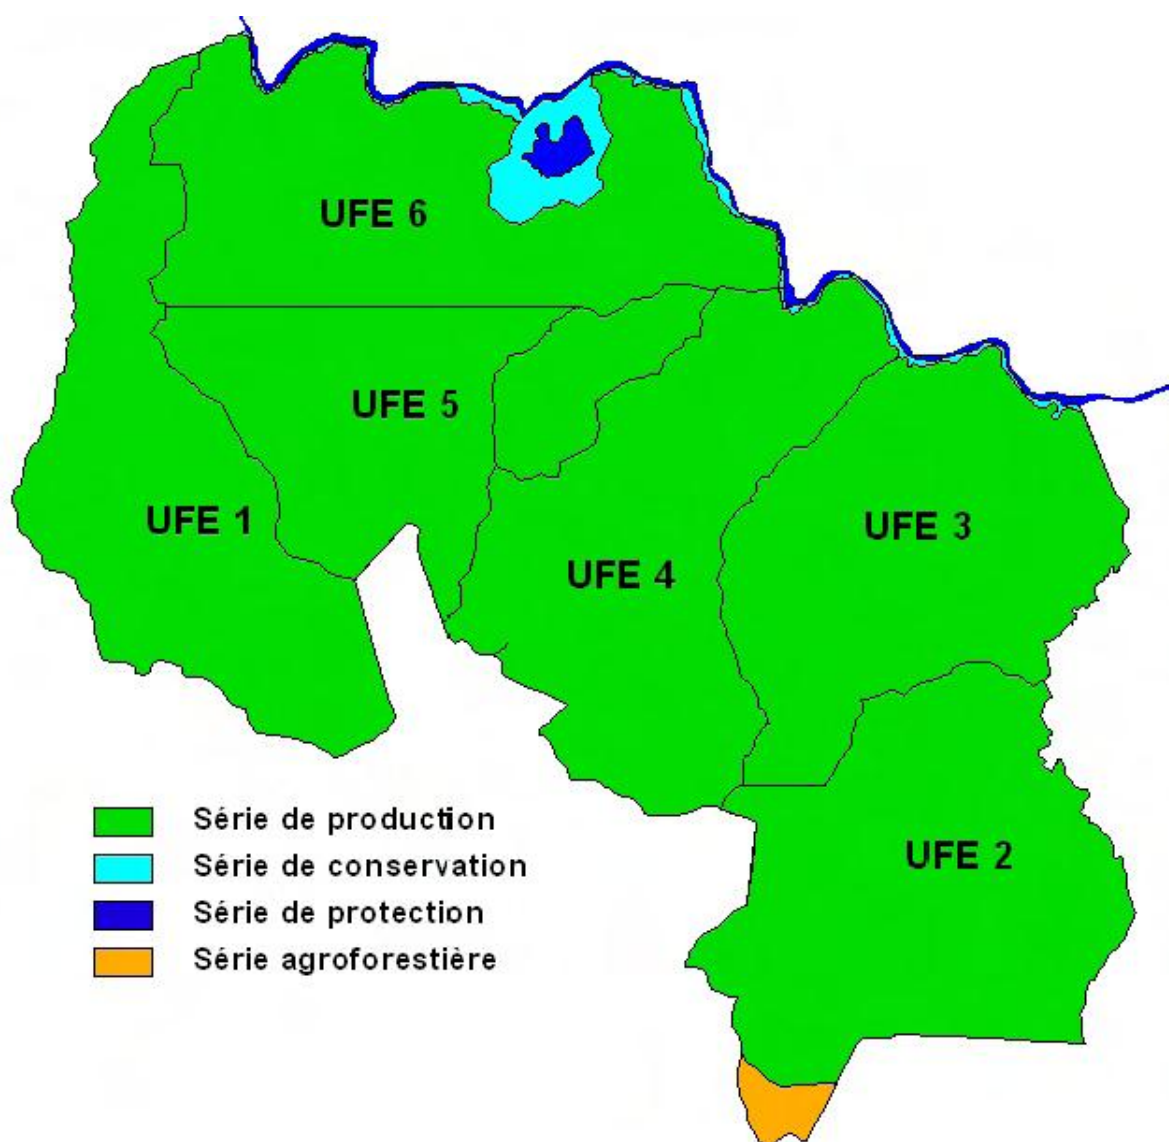 UFE 6
UFE 5
UFE 1
UFE 3
UFE 4
UFE 2
Série de production
Série de conservation
Série de protection
Série agroforestière